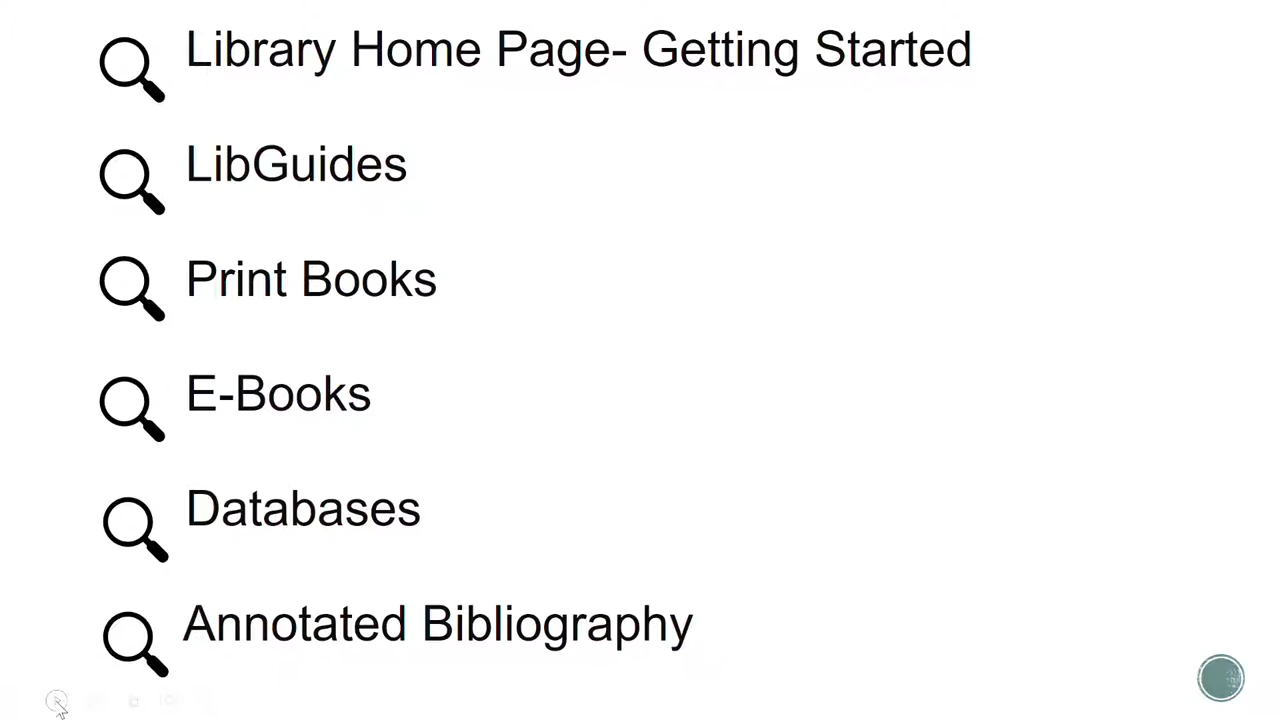 Library Home Page- Getting Started
LibGuides
Print Books
E-Books
Databases
Annotated Bibliography